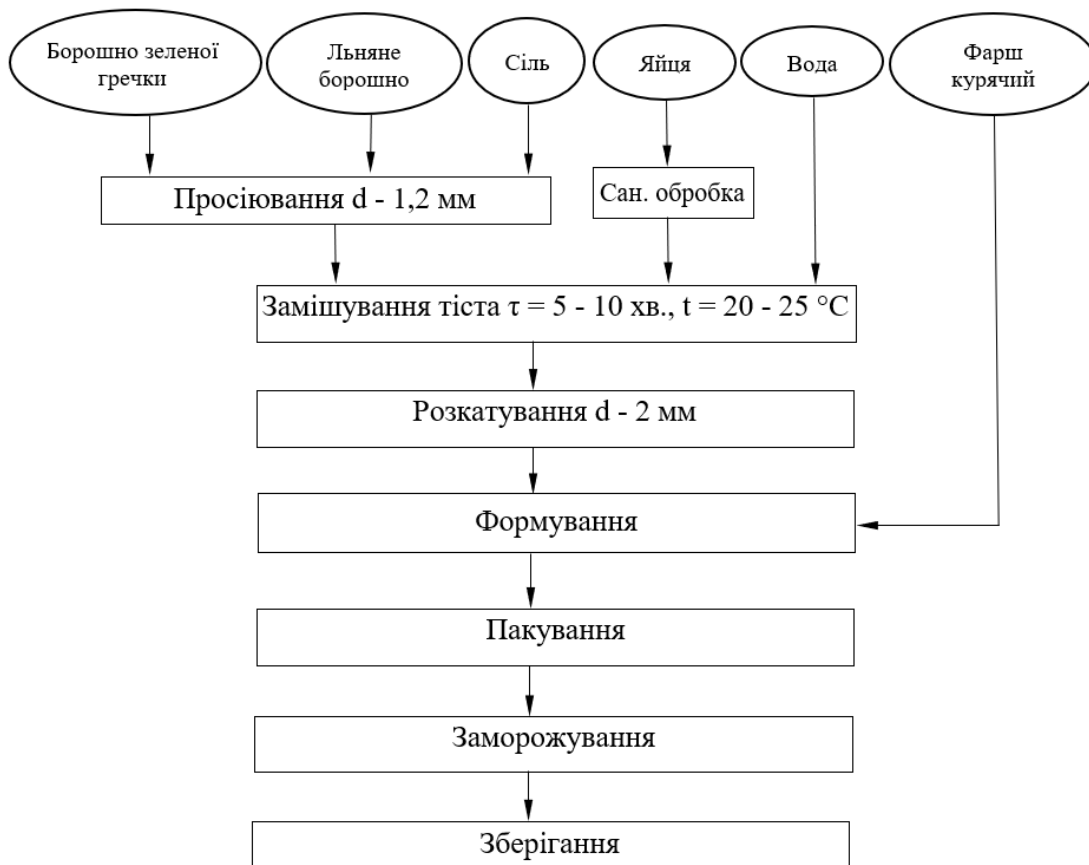 Борошно зеленої
гречки
Льняне
борошно
Сіль
Яйця
Вода
Фарш
курячий
Просіювання d - 1,2 мм
Сан. обробка
Замішування тіста τ = 5 - 10 хв., t = 20 - 25 °C
Розкатування d - 2 мм
Формування
Пакування
Заморожування
Зберігання